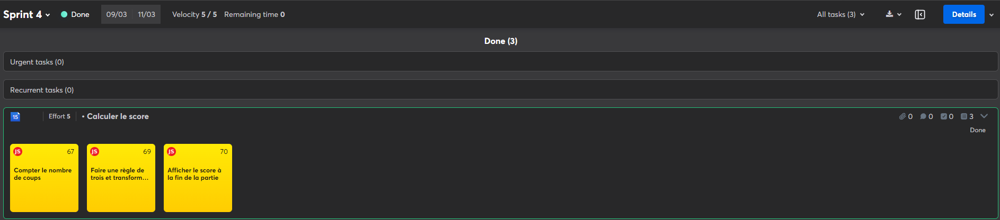 Sprint 4 Done 09/03 11/03 Velocity 5 / 5 Remaining time 0 All tasks (3) Details
Done (3)
Urgent tasks (0)
Recurrent tasks (0)
15 Effort 5 • Calculer le score 0 0 0 3
Done
JS 67
Compter le nombre
de coups
JS 69
Faire une règle de
trois et transform...
JS 70
Afficher le score à
la fin de la partie